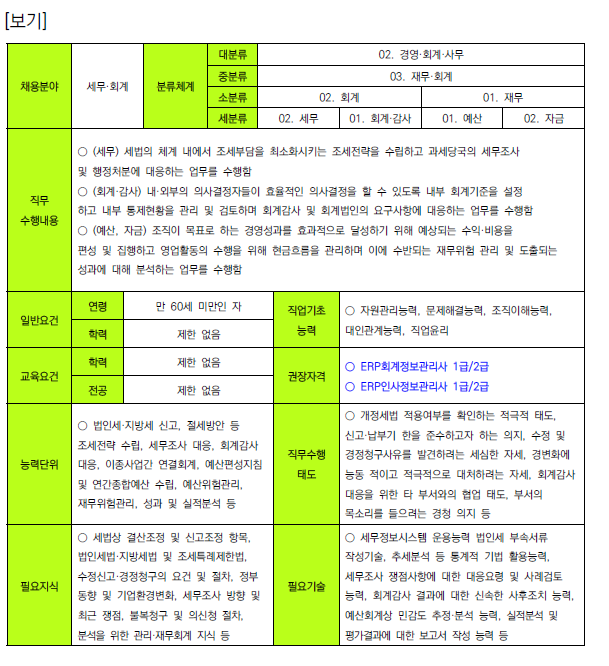 [보기]
채용분야 세무·회계 분류체계 대분류 02. 경영·회계·사무
중분류 03. 재무·회계
소분류 02. 회계 01. 재무
세분류 02. 세무 01. 회계·감사 01. 예산 02. 자금
직무
수행내용
○ (세무) 세법의 체계 내에서 조세부담을 최소화시키는 조세전략을 수립하고 과세당국의 세무조사
및 행정처분에 대응하는 업무를 수행함
○ (회계·감사) 내·외부의 의사결정자들이 효율적인 의사결정을 할 수 있도록 내부 회계기준을 설정
하고 내부 통제현황을 관리 및 검토하며 회계감사 및 회계법인의 요구사항에 대응하는 업무를 수행함
○ (예산, 자금) 조직이 목표로 하는 경영성과를 효과적으로 달성하기 위해 예상되는 수익·비용을
편성 및 집행하고 영업활동의 수행을 위해 현금흐름을 관리하며 이에 수반되는 재무위험 관리 및 도출되는
성과에 대해 분석하는 업무를 수행함
일반요건
연령 만 60세 미만인 자
학력 제한 없음
직업기초
능력
○ 자원관리능력, 문제해결능력, 조직이해능력,
대인관계능력, 직업윤리
교육요건
학력 제한 없음
전공 제한 없음
권장자격
○ ERP회계정보관리사 1급/2급
○ ERP인사정보관리사 1급/2급
능력단위
○ 법인세·지방세 신고, 절세방안 등
조세전략 수립, 세무조사 대응, 회계감사
대응, 이종사업간 연결회계, 예산편성지침
및 연간종합예산 수립, 예산위험관리,
재무위험관리, 성과 및 실적분석 등
직무수행
태도
○ 개정세법 적용여부를 확인하는 적극적 태도,
신고·납부기 한을 준수하고자 하는 의지, 수정 및
경정청구사유를 발견하려는 세심한 자세, 경변화에
능동 적이고 적극적으로 대처하려는 자세, 회계감사
대응을 위한 타 부서와의 협업 태도, 부서의
목소리를 들으려는 경청 의지 등
필요지식
○ 세법상 결산조정 및 신고조정 항목,
법인세법·지방세법 및 조세특례제한법,
수정신고·경정청구의 요건 및 절차, 정부
동향 및 기업환경변화, 세무조사 방향 및
최근 쟁점, 불복청구 및 의신청 절차,
분석을 위한 관리·재무회계 지식 등
필요기술
○ 세무정보시스템 운용능력 법인세 부속서류
작성기술, 추세분석 등 통계적 기법 활용능력,
세무조사 쟁점사항에 대한 대응요령 및 사례검토
능력, 회계감사 결과에 대한 신속한 사후조치 능력,
예산회계상 민감도 추정·분석 능력, 실적분석 및
평가결과에 대한 보고서 작성 능력 등